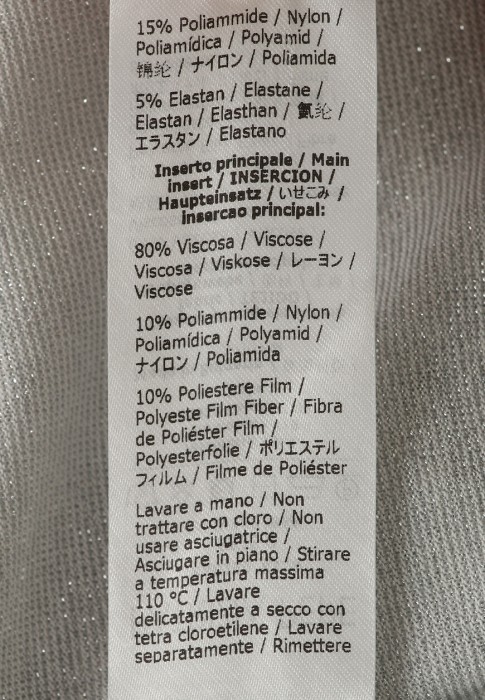 15% Poliammide / Nylon /
Poliamídica / Polyamid /
锦纶 / ナイロン / Poliamida
5% Elastan / Elastane /
Elastan / Elasthan / 氨纶 /
エラスタン / Elastano
Inserto principale / Main
insert / INSERCION /
Haupteinsatz / いせこみ /
insercao principal:
80% Viscosa / Viscose /
Viscosa / Viskose / レーヨン /
Viscose
10% Poliammide / Nylon /
Poliamídica / Polyamid /
ナイロン / Poliamida
10% Poliestere Film /
Polyeste Film Fiber / Fibra
de Poliéster Film /
Polyesterfolie / ポリエステル
フィルム / Filme de Poliéster
Lavare a mano / Non
trattare con cloro / Non
usare asciugatrice /
Asciugare in piano / Stirare
a temperatura massima
110 °C / Lavare
delicatamente a secco con
tetra cloroetilene / Lavare
separatamente / Rimettere